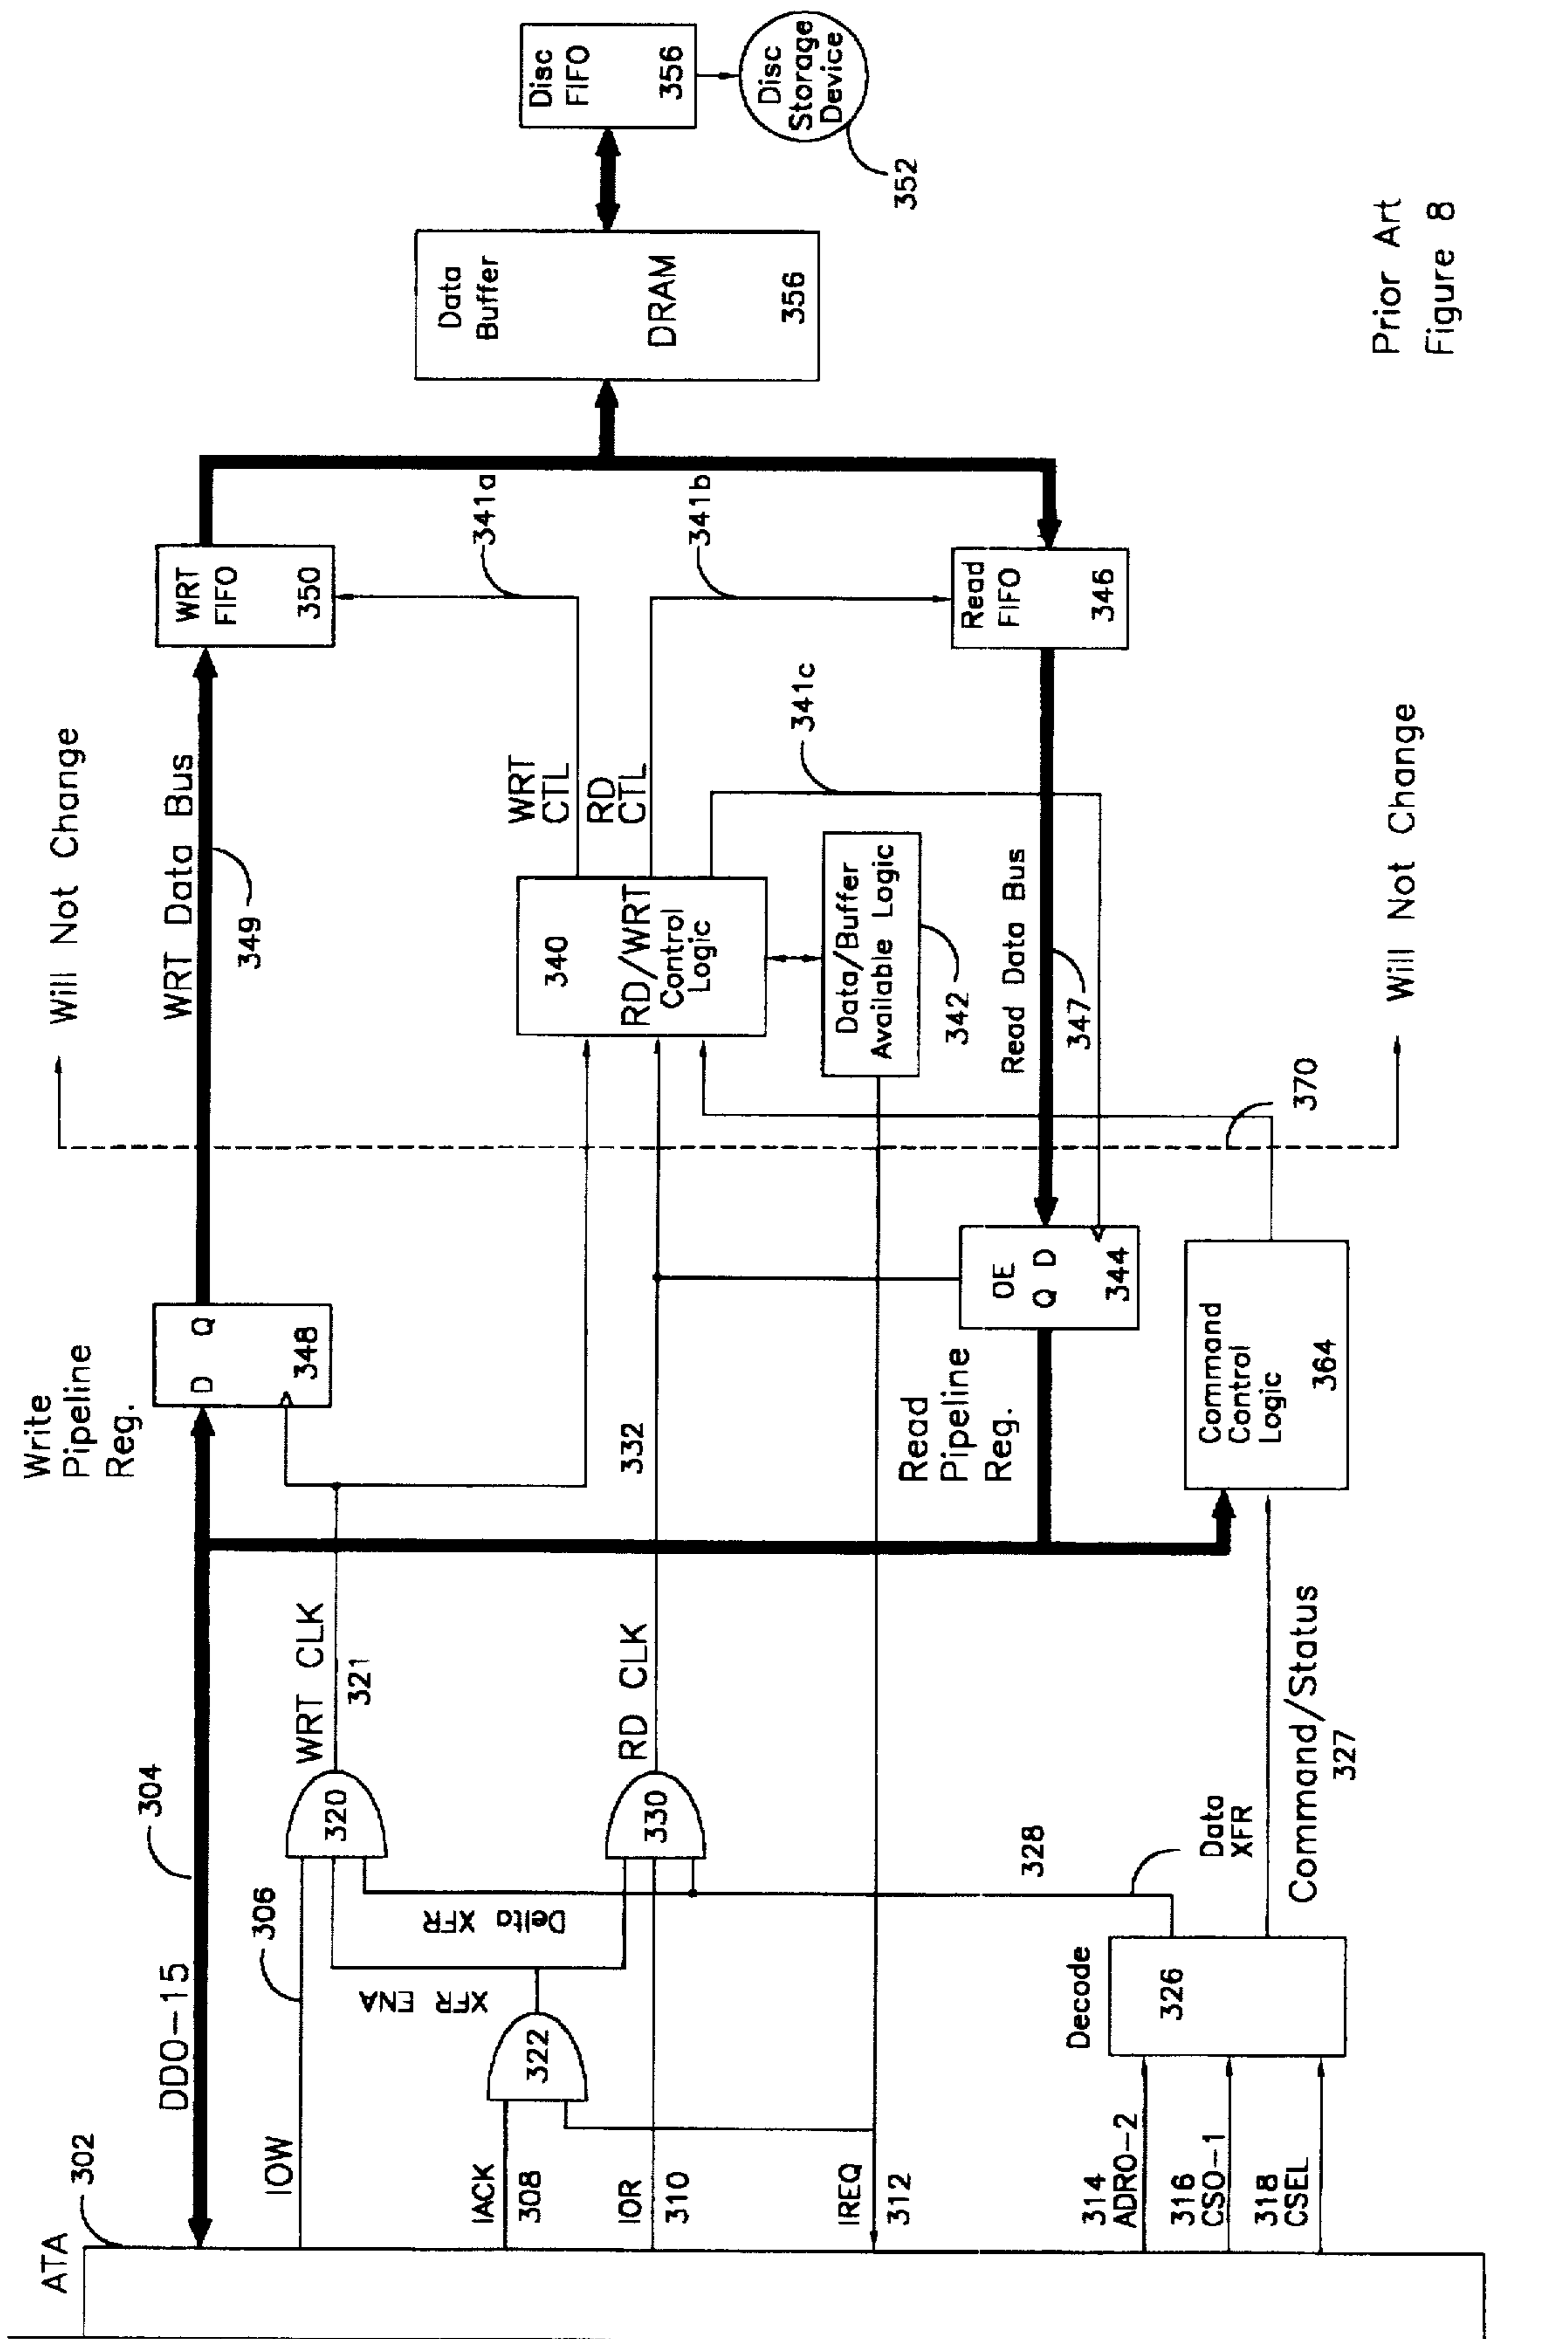 ATA
302
DD0-15
304
IOW
306
IACK
308
IOR
310
IREQ
312
314
ADR0-2
316
CS0-1
318
CSEL
322
XFR ENA
Delta XFR
320
WRT CLK
321
330
RD CLK
332
Decode
326
328
Data
XFR
Command/Status
327
Write
Pipeline
Reg.
D Q
348
Read
Pipeline
Reg.
OE
Q D
344
Command
Control
Logic
364
370
Will Not Change
Will Not Change
WRT Data Bus
349
340
RD/WRT
Control
Logic
Data/Buffer
Available Logic
342
Read Data Bus
347
WRT
CTL
RD
CTL
341a
341b
341c
WRT
FIFO
350
Read
FIFO
346
Data
Buffer
DRAM
356
Disc
FIFO
356
Disc
Storage
Device
352
Prior Art
Figure 8